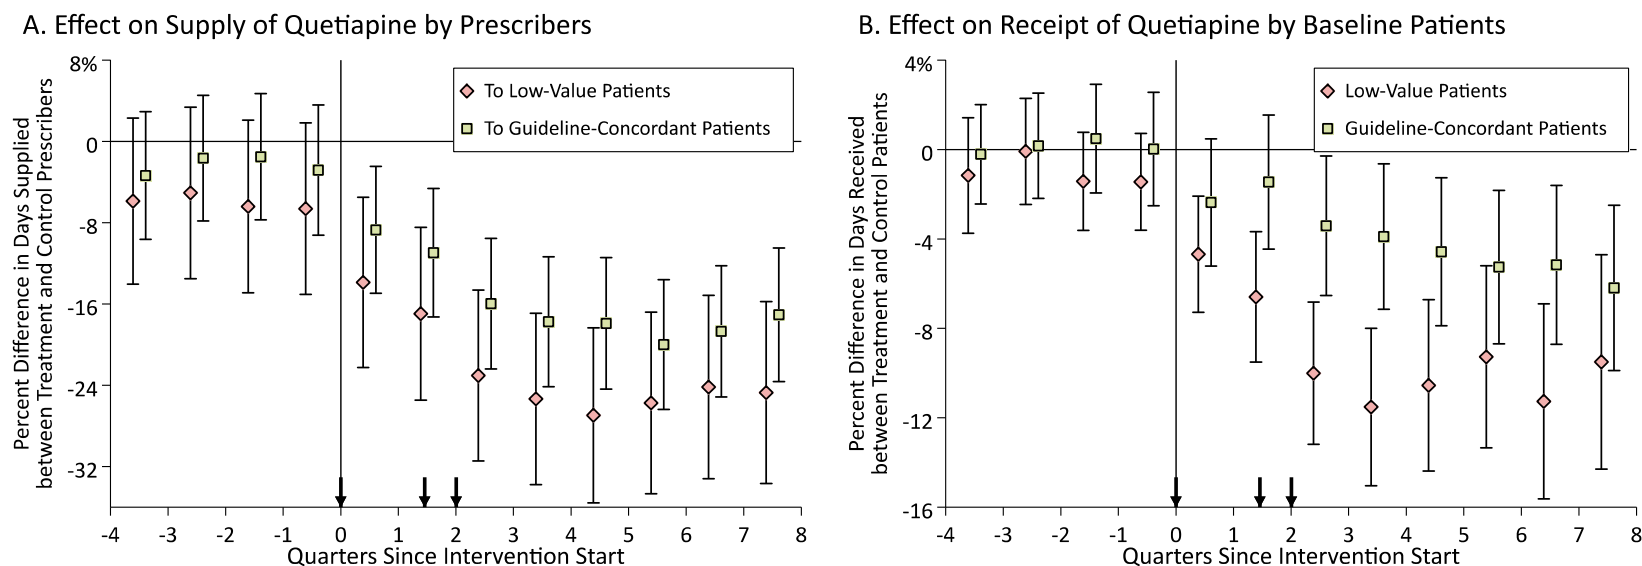 A. Effect on Supply of Quetiapine by Prescribers
Percent Difference in Days Supplied
between Treatment and Control Prescribers
8%
0
-8
-16
-24
-32
To Low-Value Patients
To Guideline-Concordant Patients
-4 -3 -2 -1 0 1 2 3 4 5 6 7 8
Quarters Since Intervention Start
B. Effect on Receipt of Quetiapine by Baseline Patients
Percent Difference in Days Received
between Treatment and Control Patients
4%
0
-4
-8
-12
-16
Low-Value Patients
Guideline-Concordant Patients
-4 -3 -2 -1 0 1 2 3 4 5 6 7 8
Quarters Since Intervention Start